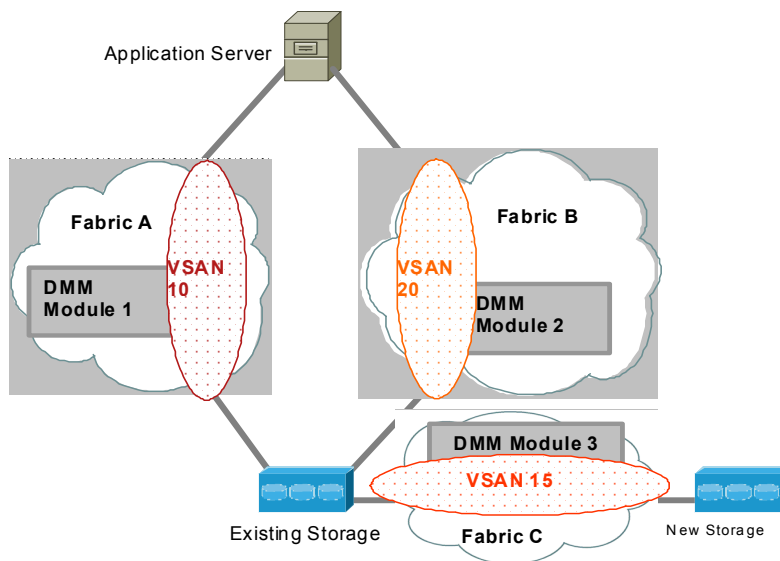 Application Server
Fabric A
Fabric B
VSAN
10
VSAN
20
DMM
Module 1
DMM
Module 2
DMM Module 3
VSAN 15
Existing Storage
Fabric C
New Storage